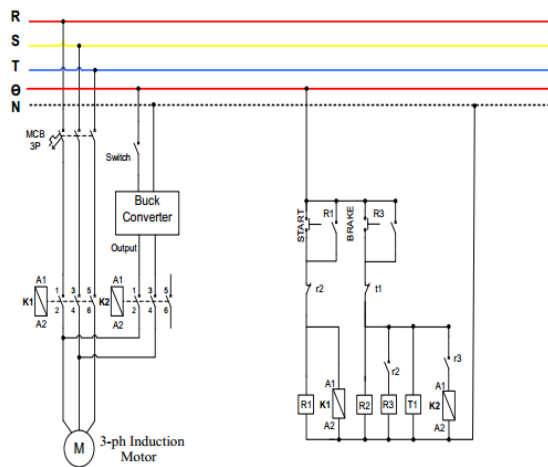 R
S
T
Θ
N
MCB
3P
Switch
Buck
Converter
Output
A1
K1
A2
1 3 5
2 4 6
A1
K2
A2
1 3 5
2 4 6
M
3-ph Induction
Motor
START
R1
BRAKE
R3
r2
t1
r2
r3
R1
A1
K1
A2
R2
R3
T1
A1
K2
A2